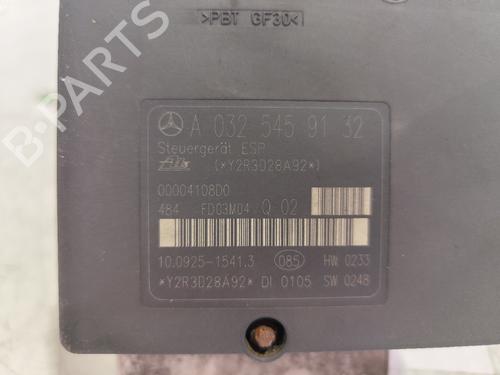 >PBT GF30<
A 032 545 91 32
Steuergerät ESP
Ate (*Y2R3D28A92*)
00004108D0
484 FD03M04 Q 02
10.0925-1541.3 085 HW 0233
*Y2R3D28A92* DI 0105 SW 0248
B-Parts